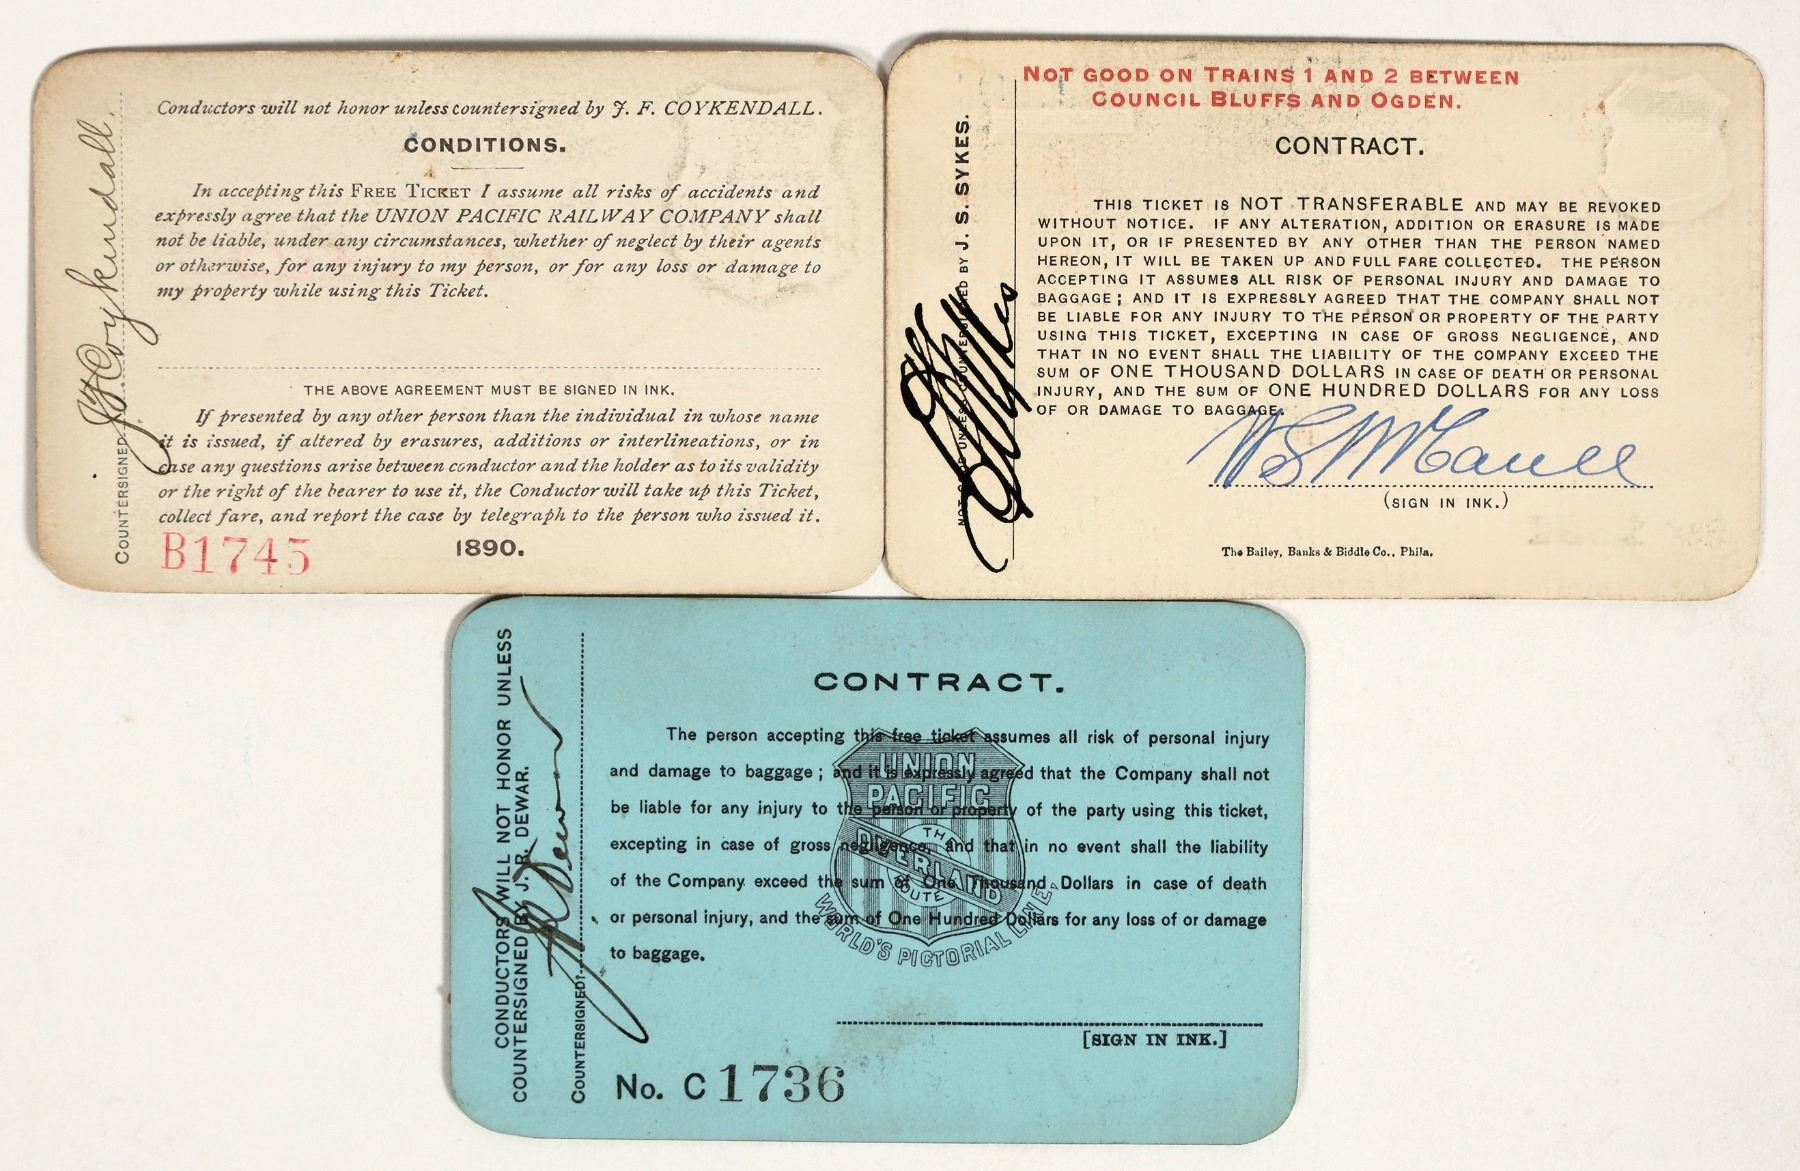 Conductors will not honor unless countersigned by J. F. COYKENDALL.
CONDITIONS.
In accepting this FREE TICKET I assume all risks of accidents and
expressly agree that the UNION PACIFIC RAILWAY COMPANY shall
not be liable, under any circumstances, whether of neglect by their agents
or otherwise, for any injury to my person, or for any loss or damage to
my property while using this Ticket.
THE ABOVE AGREEMENT MUST BE SIGNED IN INK.
If presented by any other person than the individual in whose name
it is issued, if altered by erasures, additions or interlineations, or in
case any questions arise between conductor and the holder as to its validity
or the right of the bearer to use it, the Conductor will take up this Ticket,
collect fare, and report the case by telegraph to the person who issued it.
B1745
1890.
COUNTERSIGNED:
J F Coykendall.
NOT GOOD ON TRAINS 1 AND 2 BETWEEN
COUNCIL BLUFFS AND OGDEN.
CONTRACT.
THIS TICKET IS NOT TRANSFERABLE AND MAY BE REVOKED
WITHOUT NOTICE. IF ANY ALTERATION, ADDITION OR ERASURE IS MADE
UPON IT, OR IF PRESENTED BY ANY OTHER THAN THE PERSON NAMED
HEREON, IT WILL BE TAKEN UP AND FULL FARE COLLECTED. THE PERSON
ACCEPTING IT ASSUMES ALL RISK OF PERSONAL INJURY AND DAMAGE TO
BAGGAGE; AND IT IS EXPRESSLY AGREED THAT THE COMPANY SHALL NOT
BE LIABLE FOR ANY INJURY TO THE PERSON OR PROPERTY OF THE PARTY
USING THIS TICKET, EXCEPTING IN CASE OF GROSS NEGLIGENCE, AND
THAT IN NO EVENT SHALL THE LIABILITY OF THE COMPANY EXCEED THE
SUM OF ONE THOUSAND DOLLARS IN CASE OF DEATH OR PERSONAL
INJURY, AND THE SUM OF ONE HUNDRED DOLLARS FOR ANY LOSS
OF OR DAMAGE TO BAGGAGE.
(SIGN IN INK.)
The Bailey, Banks & Biddle Co., Phila.
NOT GOOD UNLESS COUNTERSIGNED BY J. S. SYKES.
CONTRACT.
The person accepting this free ticket assumes all risk of personal injury
and damage to baggage; and it is expressly agreed that the Company shall not
be liable for any injury to the person or property of the party using this ticket,
excepting in case of gross negligence, and that in no event shall the liability
of the Company exceed the sum of One Thousand Dollars in case of death
or personal injury, and the sum of One Hundred Dollars for any loss of or damage
to baggage.
UNION
PACIFIC
THE
OVERLAND
ROUTE
WORLD'S PICTORIAL LINE.
[SIGN IN INK.]
No. C 1736
CONDUCTORS WILL NOT HONOR UNLESS
COUNTERSIGNED BY J. R. DEWAR.
COUNTERSIGNED:
J R Dewar